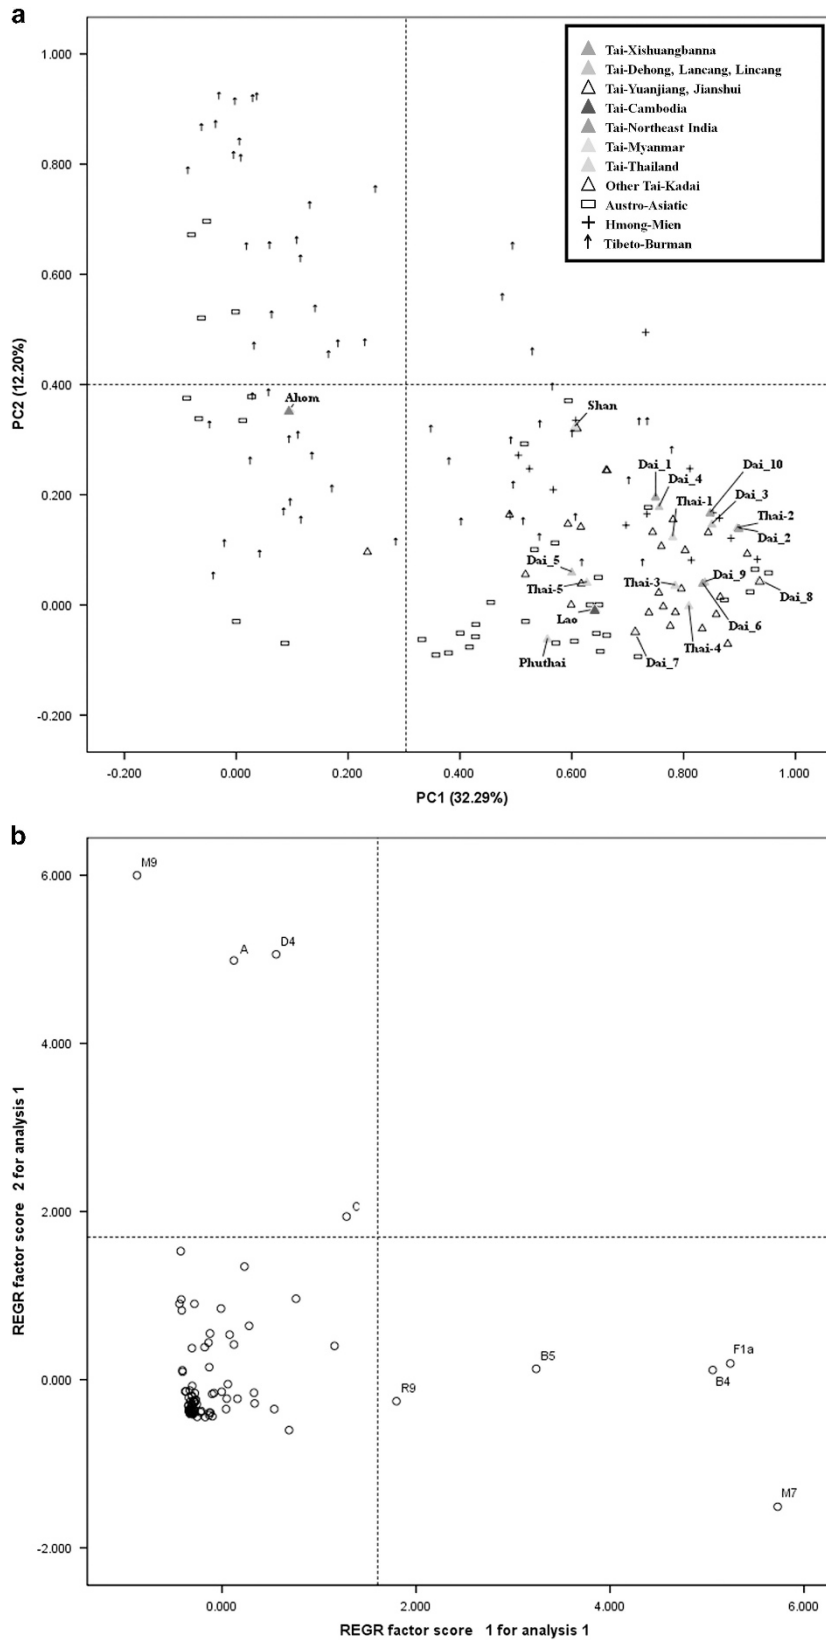 a
1.000
0.800
0.600
0.400
0.200
0.000
-0.200
PC2 (12.20%)
Tai-Xishuangbanna
Tai-Dehong, Lancang, Lincang
Tai-Yuanjiang, Jianshui
Tai-Cambodia
Tai-Northeast India
Tai-Myanmar
Tai-Thailand
Other Tai-Kadai
Austro-Asiatic
Hmong-Mien
Tibeto-Burman
Ahom
Shan
Dai_1
Dai_10
Dai_4
Dai_3
Thai-1
Thai-2
Dai_2
Dai_5
Thai-5
Thai-3
Dai_9
Dai_8
Lao
Dai_6
Thai-4
Phuthai
Dai_7
-0.200
0.000
0.200
0.400
0.600
0.800
1.000
PC1 (32.29%)
b
6.000
4.000
2.000
0.000
-2.000
REGR factor score 2 for analysis 1
M9
A
D4
C
B5
F1a
B4
R9
M7
0.000
2.000
4.000
6.000
REGR factor score 1 for analysis 1